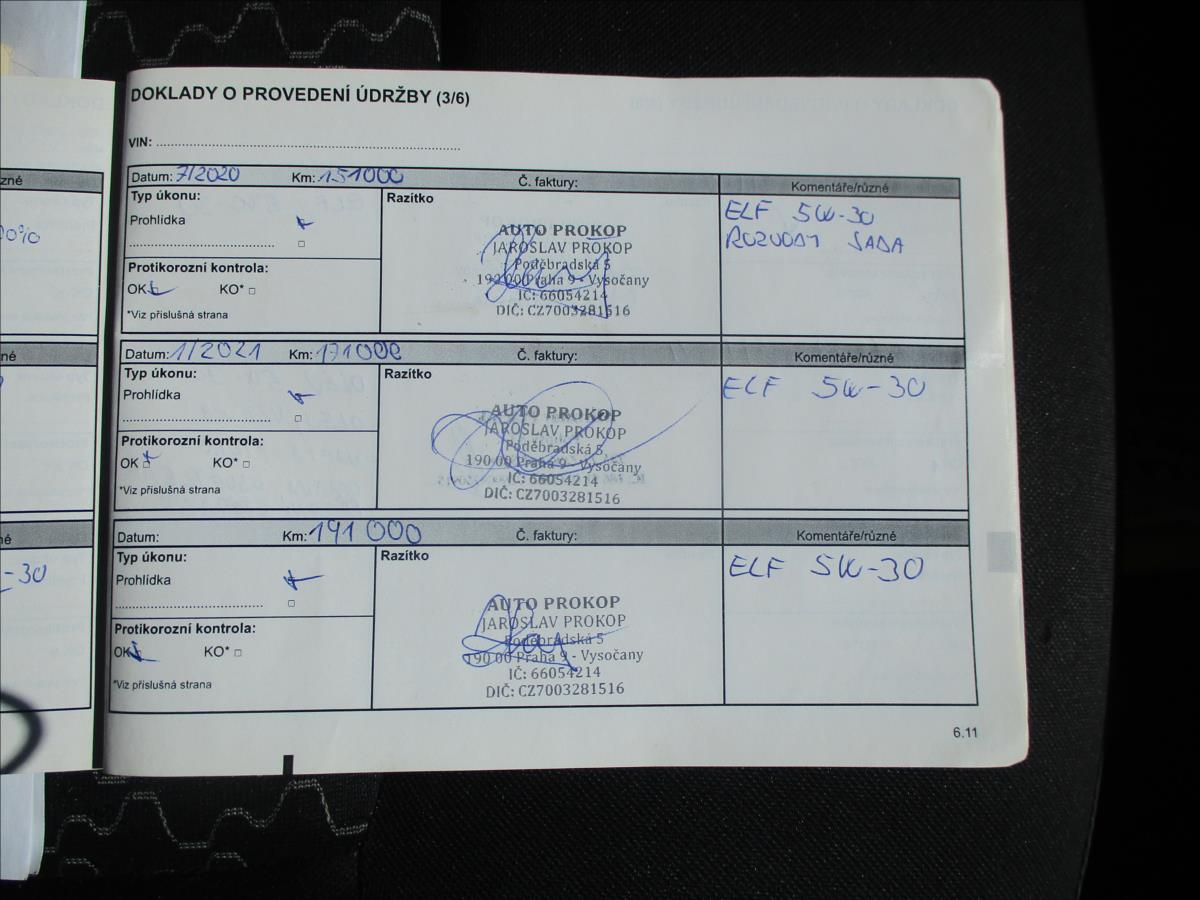 DOKLADY O PROVEDENÍ ÚDRŽBY (3/6)
VIN:
Datum: 7/2020 Km: 151000 Č. faktury: Komentáře/různé
Typ úkonu:
Prohlídka
Razítko
AUTO PROKOP
JAROSLAV PROKOP
Poděbradská 5
190 00 Praha 9 - Vysočany
IČ: 66054214
DIČ: CZ7003281516
ELF 5W-30
ROZVODY SADA
Protikorozní kontrola:
OK KO*
*Viz příslušná strana
Datum: 1/2021 Km: 171000 Č. faktury: Komentáře/různé
Typ úkonu:
Prohlídka
Razítko
AUTO PROKOP
JAROSLAV PROKOP
Poděbradská 5
190 00 Praha 9 - Vysočany
IČ: 66054214
DIČ: CZ7003281516
ELF 5W-30
Protikorozní kontrola:
OK KO*
*Viz příslušná strana
Datum: Km: 191 000 Č. faktury: Komentáře/různé
Typ úkonu:
Prohlídka
Razítko
AUTO PROKOP
JAROSLAV PROKOP
Poděbradská 5
190 00 Praha 9 - Vysočany
IČ: 66054214
DIČ: CZ7003281516
ELF 5W-30
Protikorozní kontrola:
OK KO*
*Viz příslušná strana
6.11
zné
0%
né
né
-30